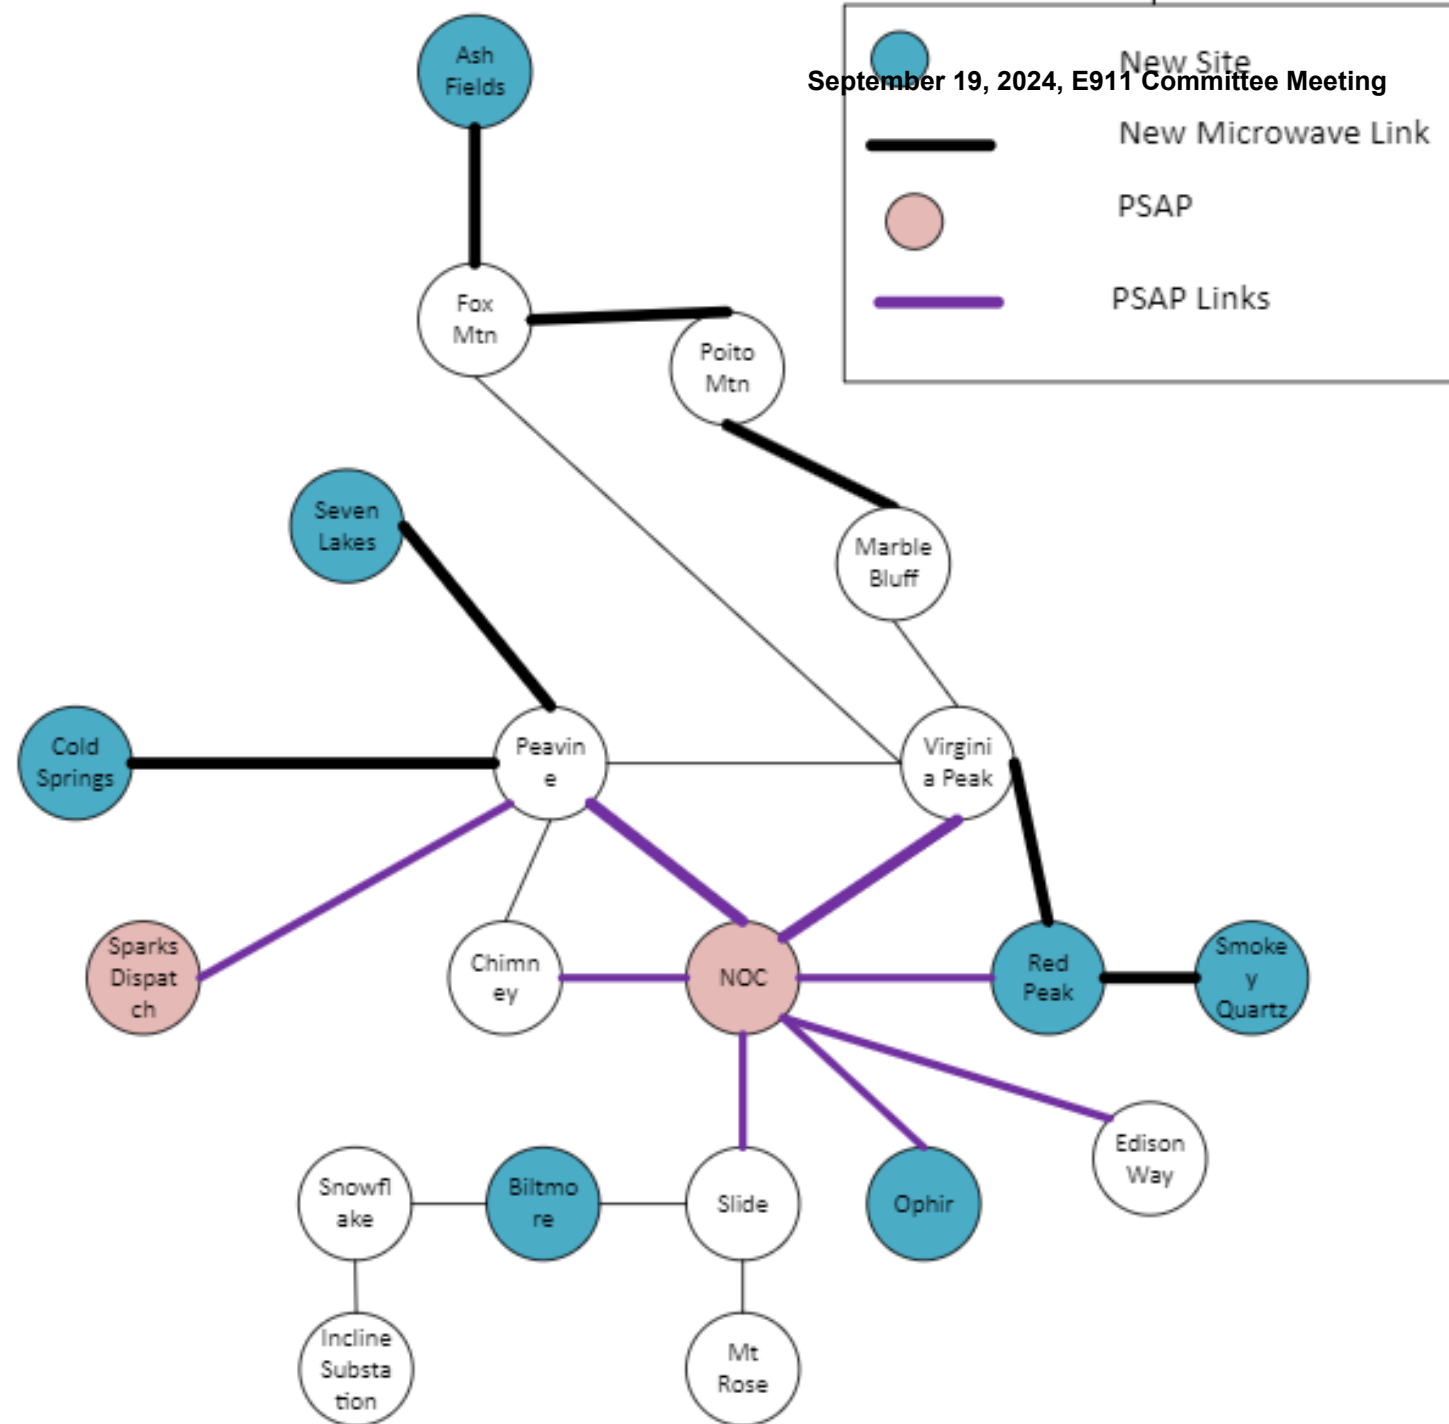 Ash
Fields
New Site
September 19, 2024, E911 Committee Meeting
New Microwave Link
PSAP
PSAP Links
Fox
Mtn
Poito
Mtn
Seven
Lakes
Marble
Bluff
Cold
Springs
Peavin
e
Virgini
a Peak
Sparks
Dispat
ch
Chimn
ey
NOC
Red
Peak
Smoke
y
Quartz
Edison
Way
Snowfl
ake
Biltmo
re
Slide
Ophir
Incline
Substa
tion
Mt
Rose